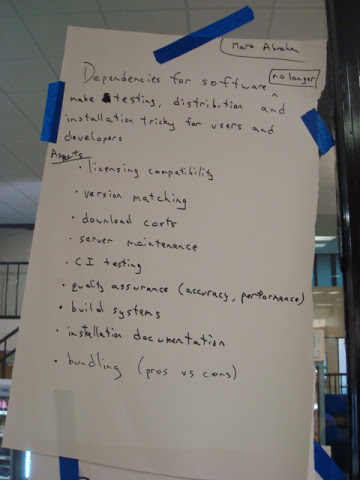 Mark Abraham
Dependencies for software ^ no longer
make testing, distribution and
installation tricky for users and
developers
Aspects
· licensing compatibility
· version matching
· download costs
· server maintenance
· CI testing
· quality assurance (accuracy, performance)
· build systems
· installation documentation
· bundling (pros vs cons)